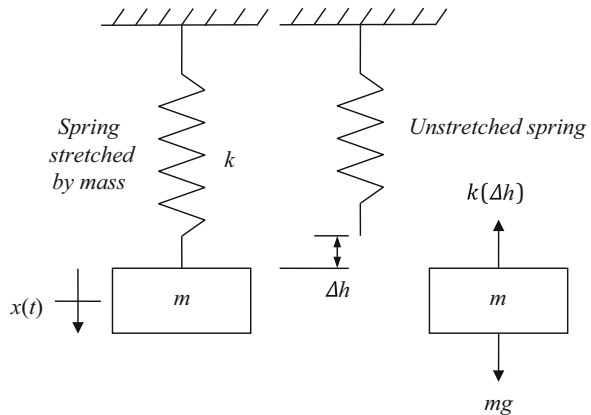 Spring
stretched
by mass
k
Unstretched spring
k(Δh)
x(t)
m
Δh
m
mg